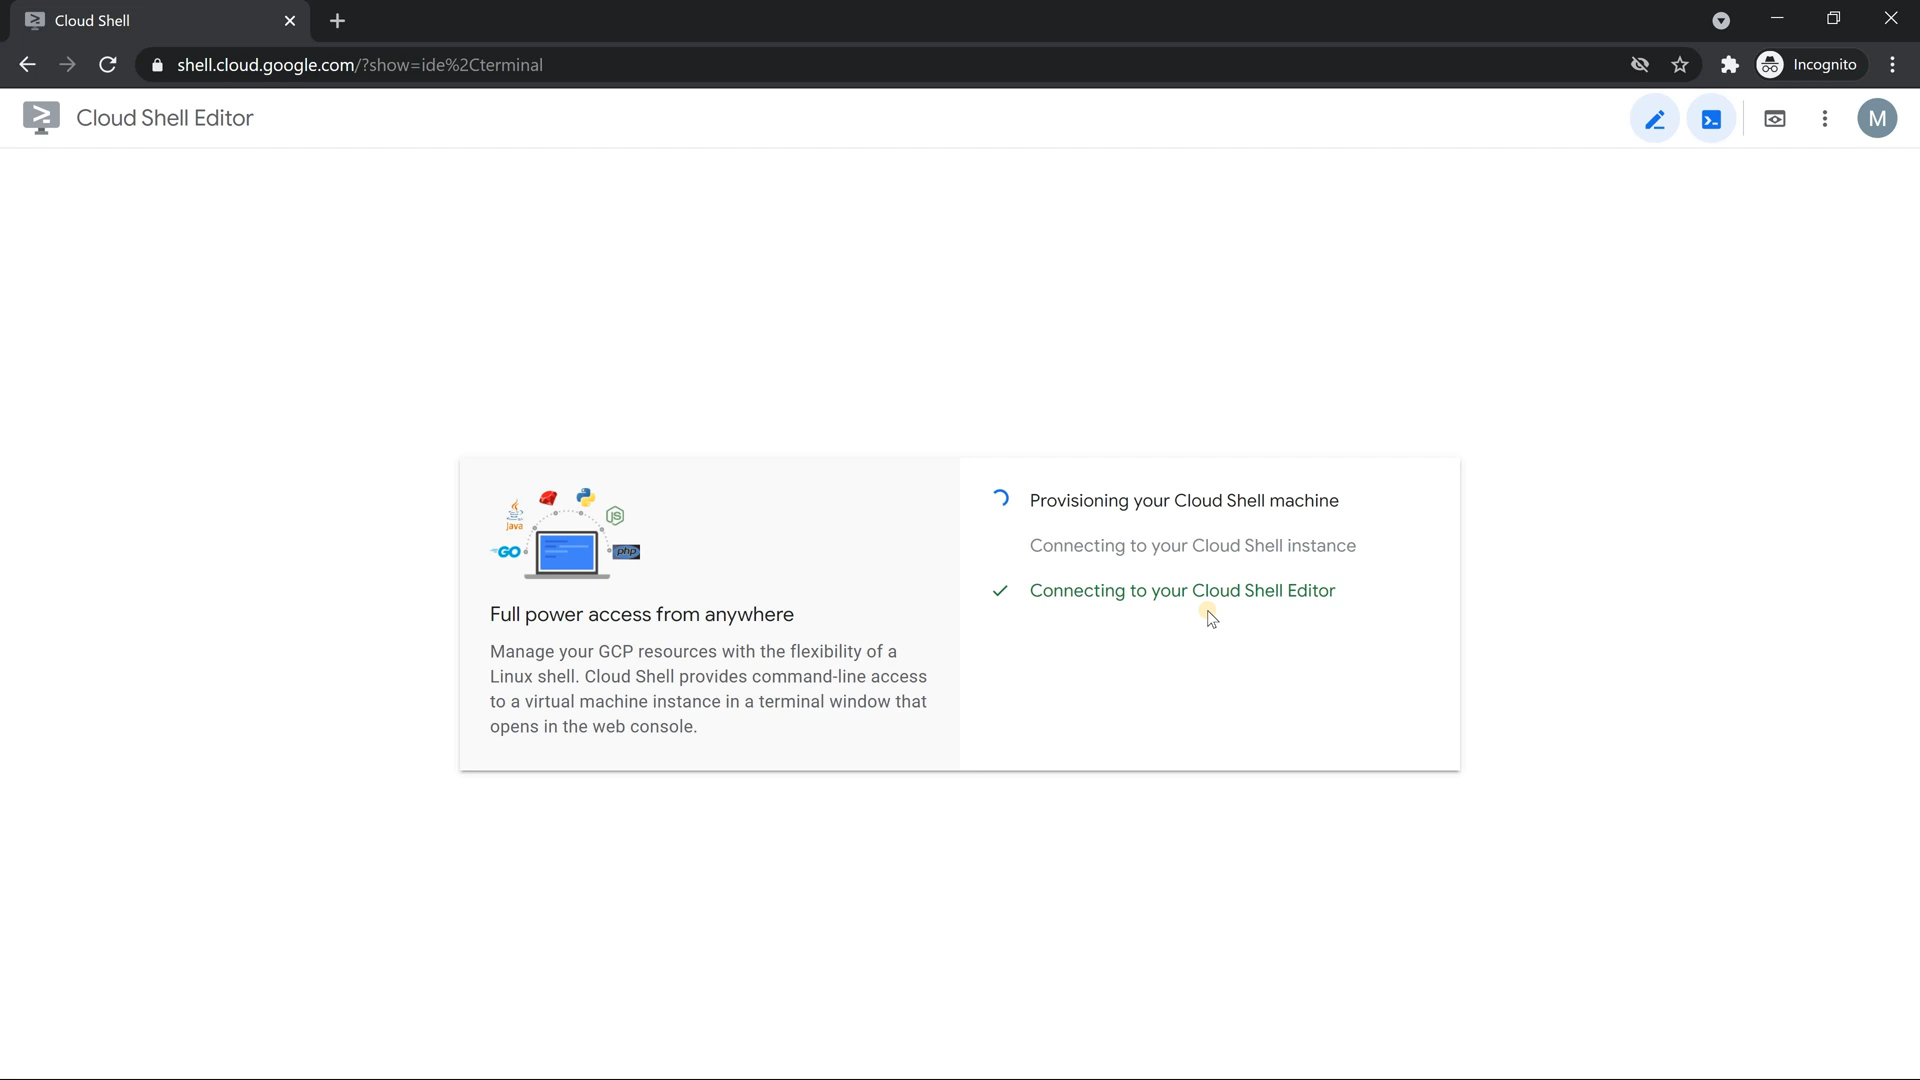 Cloud Shell
shell.cloud.google.com/?show=ide%2Cterminal
Incognito
Cloud Shell Editor
M
Java
JS
GO
php
Full power access from anywhere
Manage your GCP resources with the flexibility of a
Linux shell. Cloud Shell provides command-line access
to a virtual machine instance in a terminal window that
opens in the web console.
Provisioning your Cloud Shell machine
Connecting to your Cloud Shell instance
Connecting to your Cloud Shell Editor